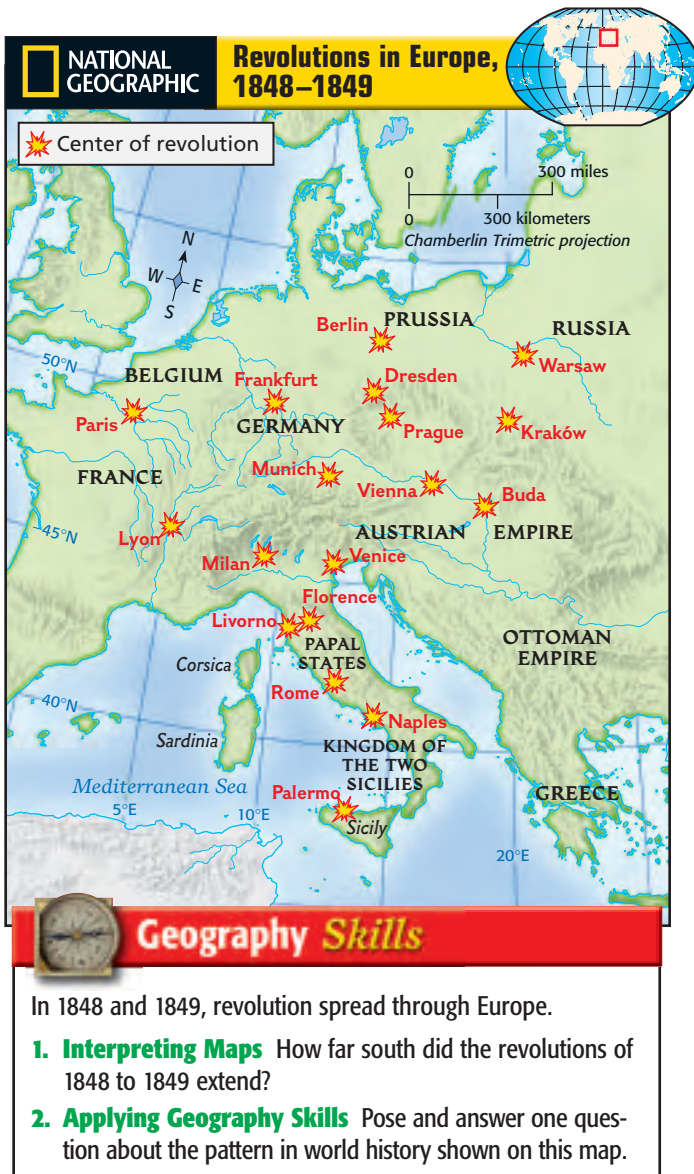 NATIONAL
GEOGRAPHIC
Revolutions in Europe,
1848–1849
Center of revolution
0 300 miles
0 300 kilometers
Chamberlin Trimetric projection
N
W E
S
50°N
45°N
40°N
5°E
10°E
20°E
Berlin
PRUSSIA
RUSSIA
Warsaw
BELGIUM
Frankfurt
Dresden
Paris
GERMANY
Prague
Kraków
FRANCE
Munich
Vienna
Buda
Lyon
AUSTRIAN EMPIRE
Milan
Venice
Florence
Livorno
PAPAL
STATES
OTTOMAN
EMPIRE
Corsica
Rome
Naples
Sardinia
KINGDOM OF
THE TWO
SICILIES
Mediterranean Sea
Palermo
Sicily
GREECE
Geography Skills
In 1848 and 1849, revolution spread through Europe.
1. Interpreting Maps How far south did the revolutions of
1848 to 1849 extend?
2. Applying Geography Skills Pose and answer one ques-
tion about the pattern in world history shown on this map.